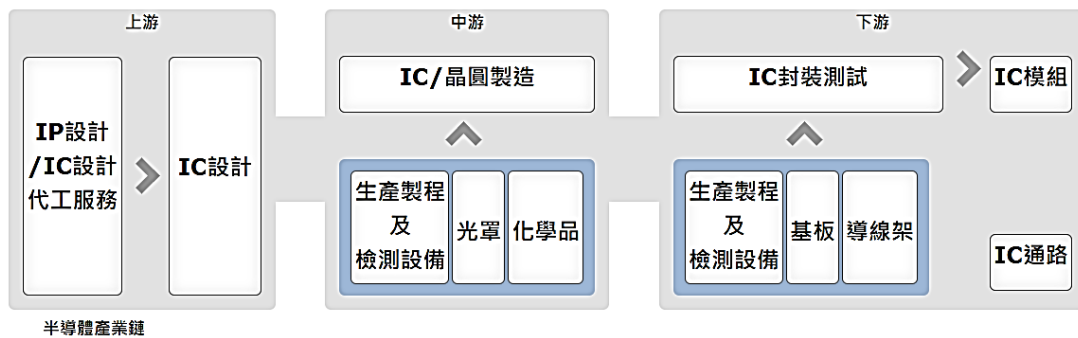 上游
IP設計
/IC設計
代工服務
IC設計
中游
IC/晶圓製造
生產製程
及
檢測設備
光罩
化學品
下游
IC封裝測試
IC模組
生產製程
及
檢測設備
基板
導線架
IC通路
半導體產業鏈